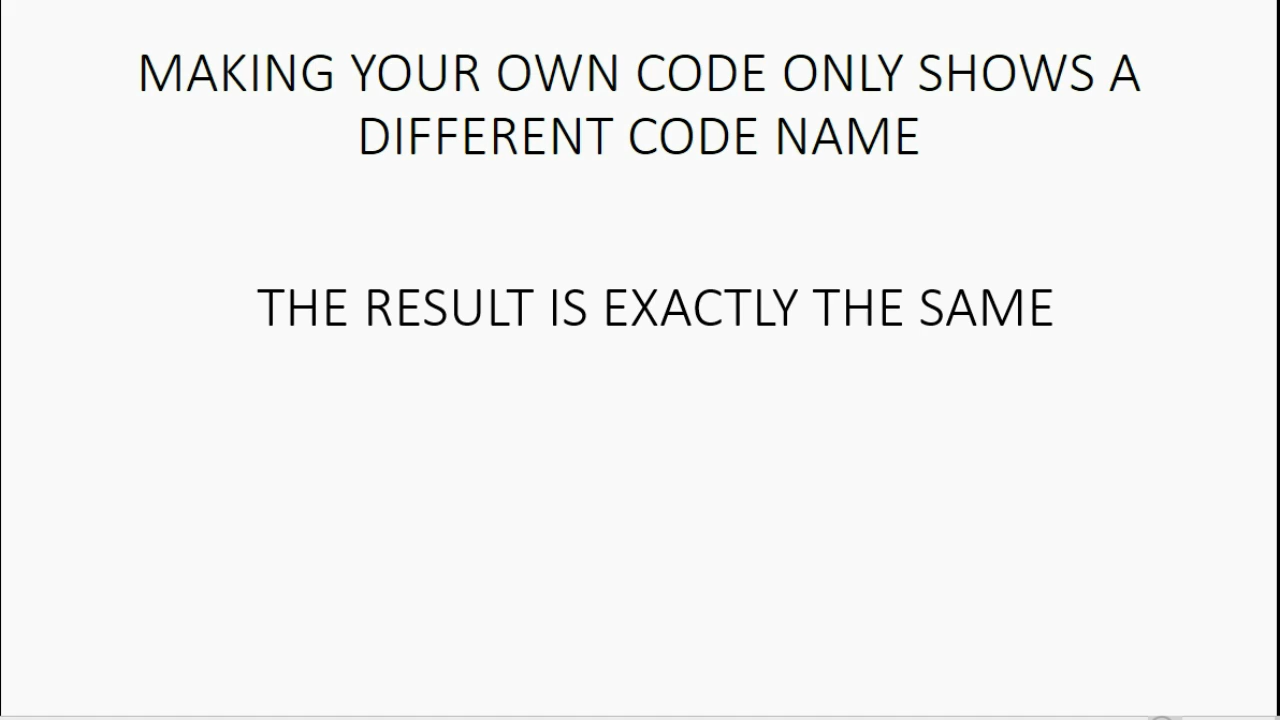 MAKING YOUR OWN CODE ONLY SHOWS A
DIFFERENT CODE NAME
THE RESULT IS EXACTLY THE SAME